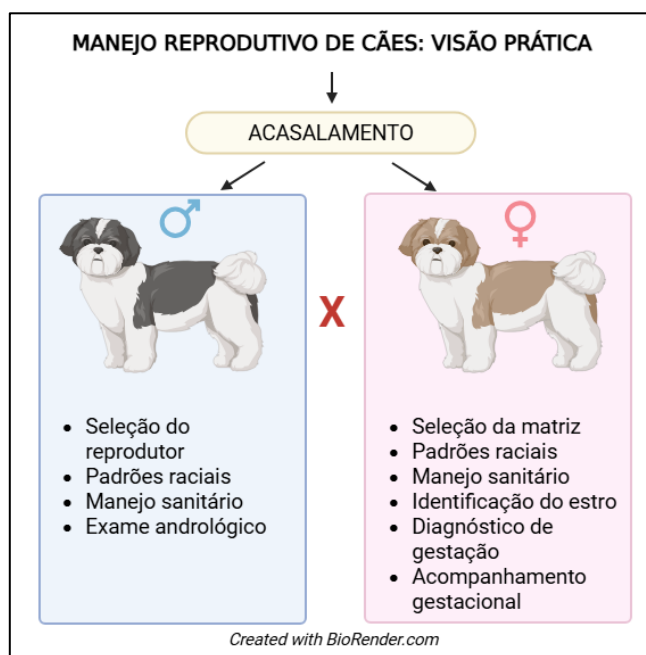 MANEJO REPRODUTIVO DE CÃES: VISÃO PRÁTICA
ACASALAMENTO
♂
• Seleção do
reprodutor
• Padrões raciais
• Manejo sanitário
• Exame andrológico
X
♀
• Seleção da matriz
• Padrões raciais
• Manejo sanitário
• Identificação do estro
• Diagnóstico de
gestação
• Acompanhamento
gestacional
Created with BioRender.com